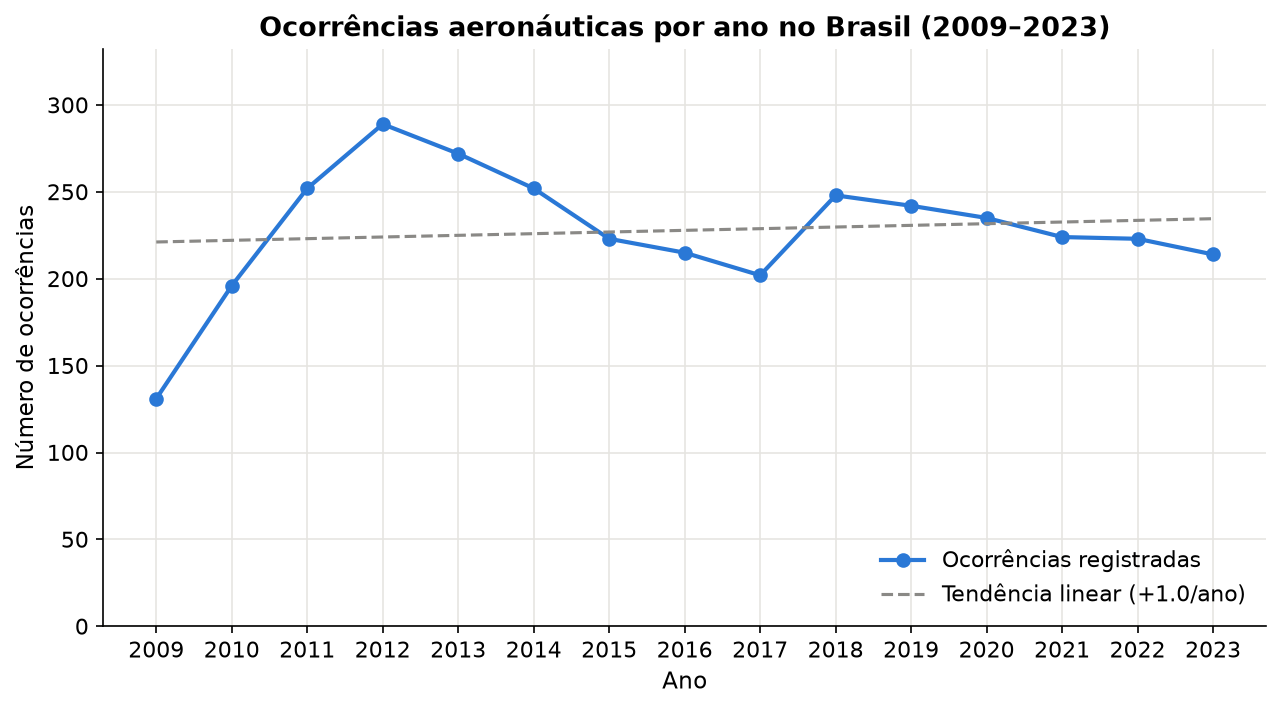 Ocorrências aeronáuticas por ano no Brasil (2009–2023)
Número de ocorrências
300
250
200
150
100
50
0
Ocorrências registradas
Tendência linear (+1.0/ano)
2009 2010 2011 2012 2013 2014 2015 2016 2017 2018 2019 2020 2021 2022 2023
Ano